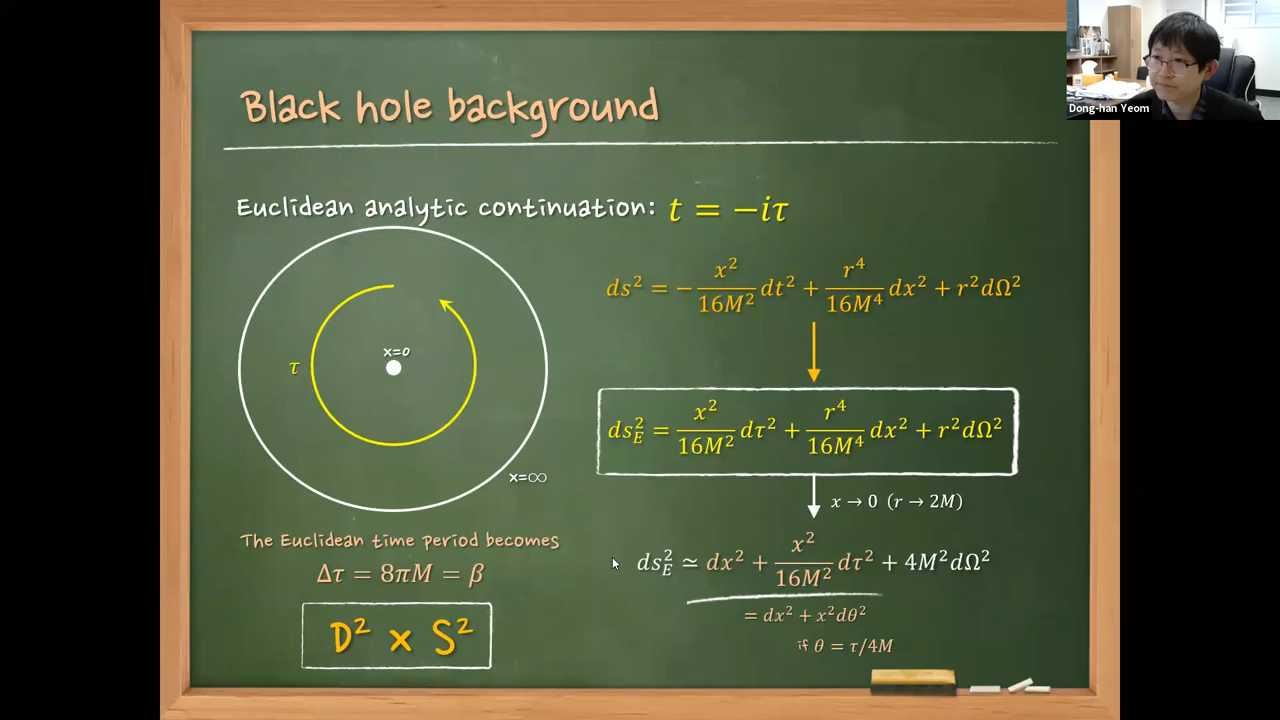 Black hole background
Euclidean analytic continuation: t = −iτ
ds² = −x²/16M² dt² + r⁴/16M⁴ dx² + r²dΩ²
x=0
τ
x=∞
ds_E² = x²/16M² dτ² + r⁴/16M⁴ dx² + r²dΩ²
x → 0 (r → 2M)
ds_E² ≃ dx² + x²/16M² dτ² + 4M²dΩ²
= dx² + x²dθ²
if θ = τ/4M
The Euclidean time period becomes
Δτ = 8πM = β
D² × S²
Dong-han Yeom